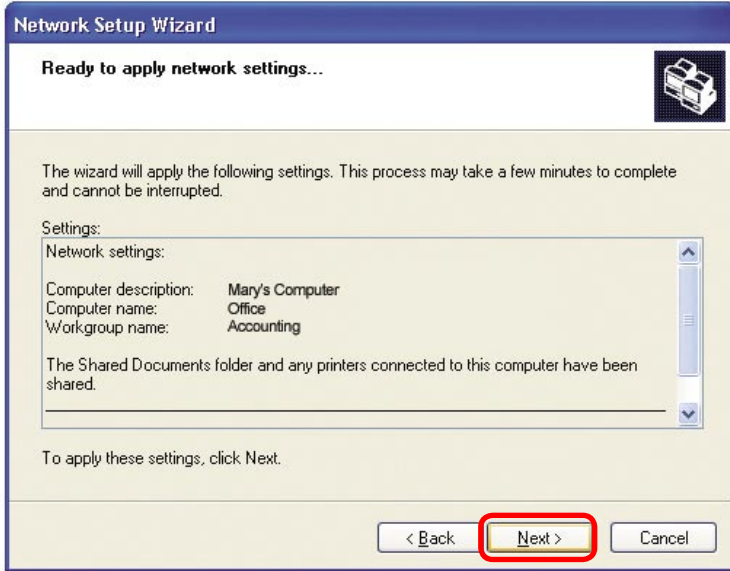 Network Setup Wizard
Ready to apply network settings...
The wizard will apply the following settings. This process may take a few minutes to complete
and cannot be interrupted.
Settings:
Network settings:
Computer description: Mary's Computer
Computer name: Office
Workgroup name: Accounting
The Shared Documents folder and any printers connected to this computer have been
shared.
To apply these settings, click Next.
< Back Next > Cancel